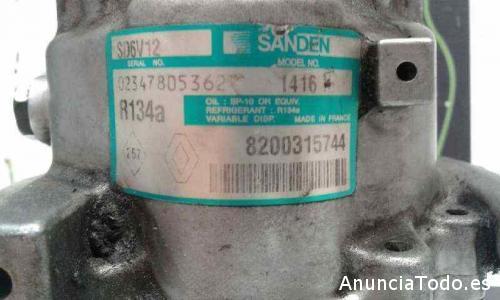 SD6V12 SANDEN
SERIAL NO. MODEL NO.
02347805362 1416
R134a
OIL : SP-10 OR EQUIV.
REFRIGERANT : R134a
VARIABLE DISP. MADE IN FRANCE
257
8200315744
AnunciaTodo.es